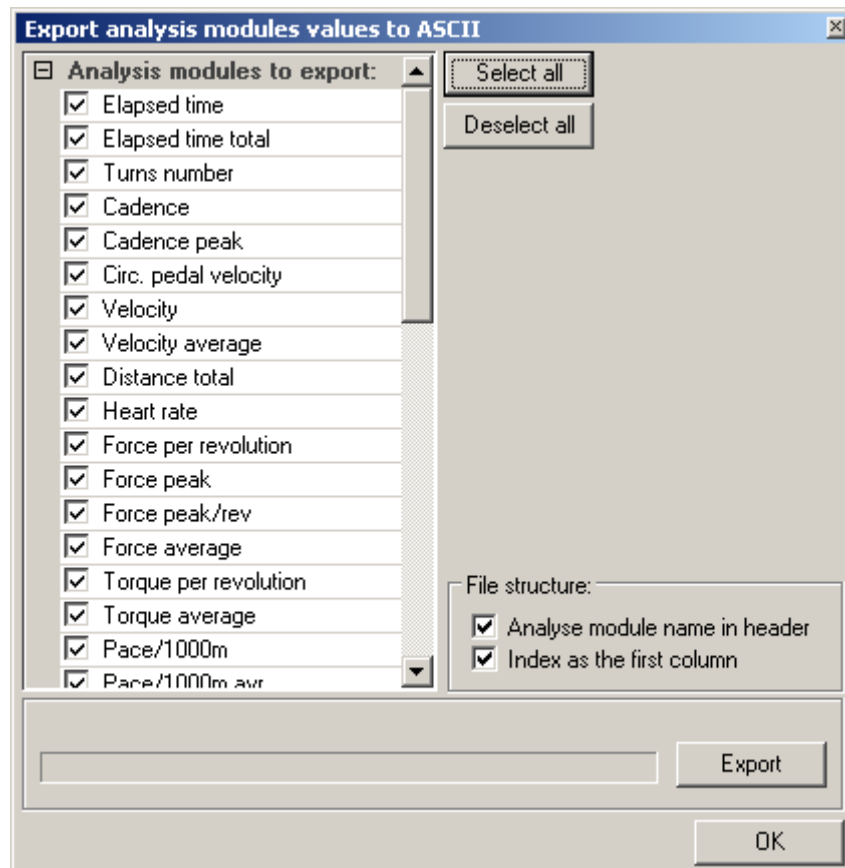 Export analysis modules values to ASCII
Analysis modules to export:
Elapsed time
Elapsed time total
Turns number
Cadence
Cadence peak
Circ. pedal velocity
Velocity
Velocity average
Distance total
Heart rate
Force per revolution
Force peak
Force peak/rev
Force average
Torque per revolution
Torque average
Pace/1000m
Pace/1000m avr
Select all
Deselect all
File structure:
Analyse module name in header
Index as the first column
Export
OK